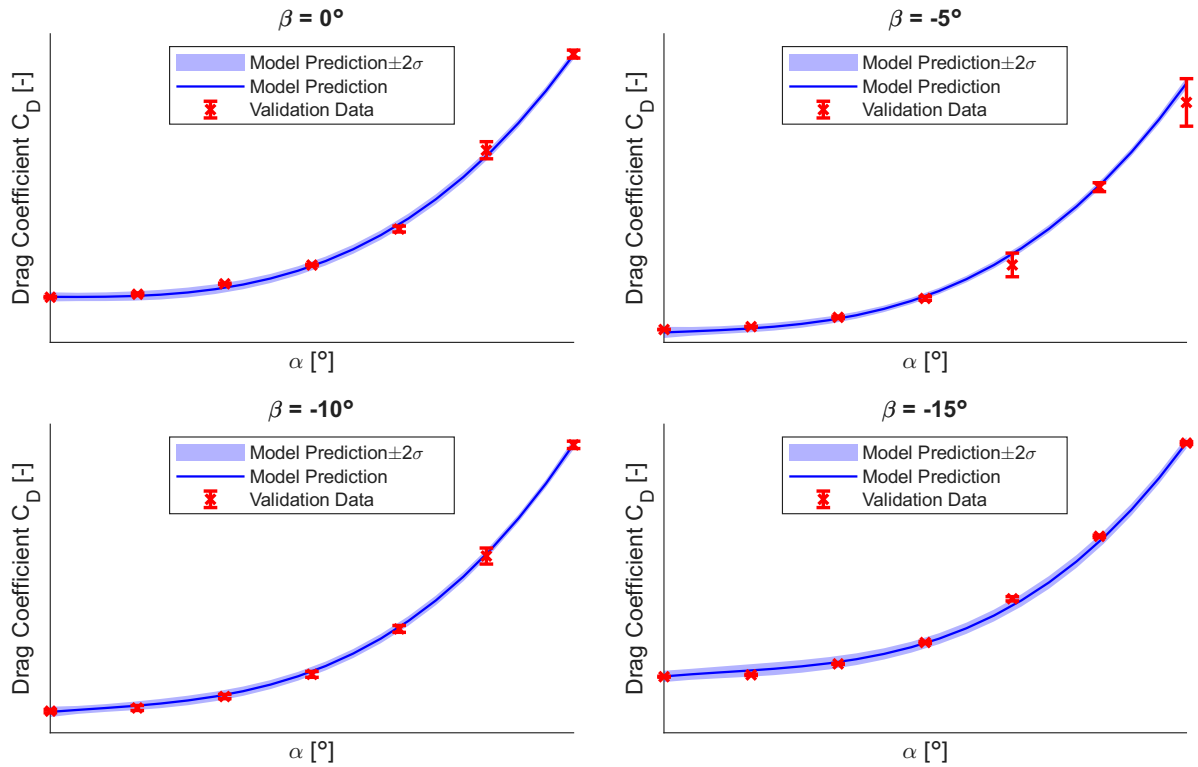 β = 0°
Drag Coefficient C_D [-]
Model Prediction±2σ
Model Prediction
Validation Data
α [°]
β = -5°
Drag Coefficient C_D [-]
Model Prediction±2σ
Model Prediction
Validation Data
α [°]
β = -10°
Drag Coefficient C_D [-]
Model Prediction±2σ
Model Prediction
Validation Data
α [°]
β = -15°
Drag Coefficient C_D [-]
Model Prediction±2σ
Model Prediction
Validation Data
α [°]